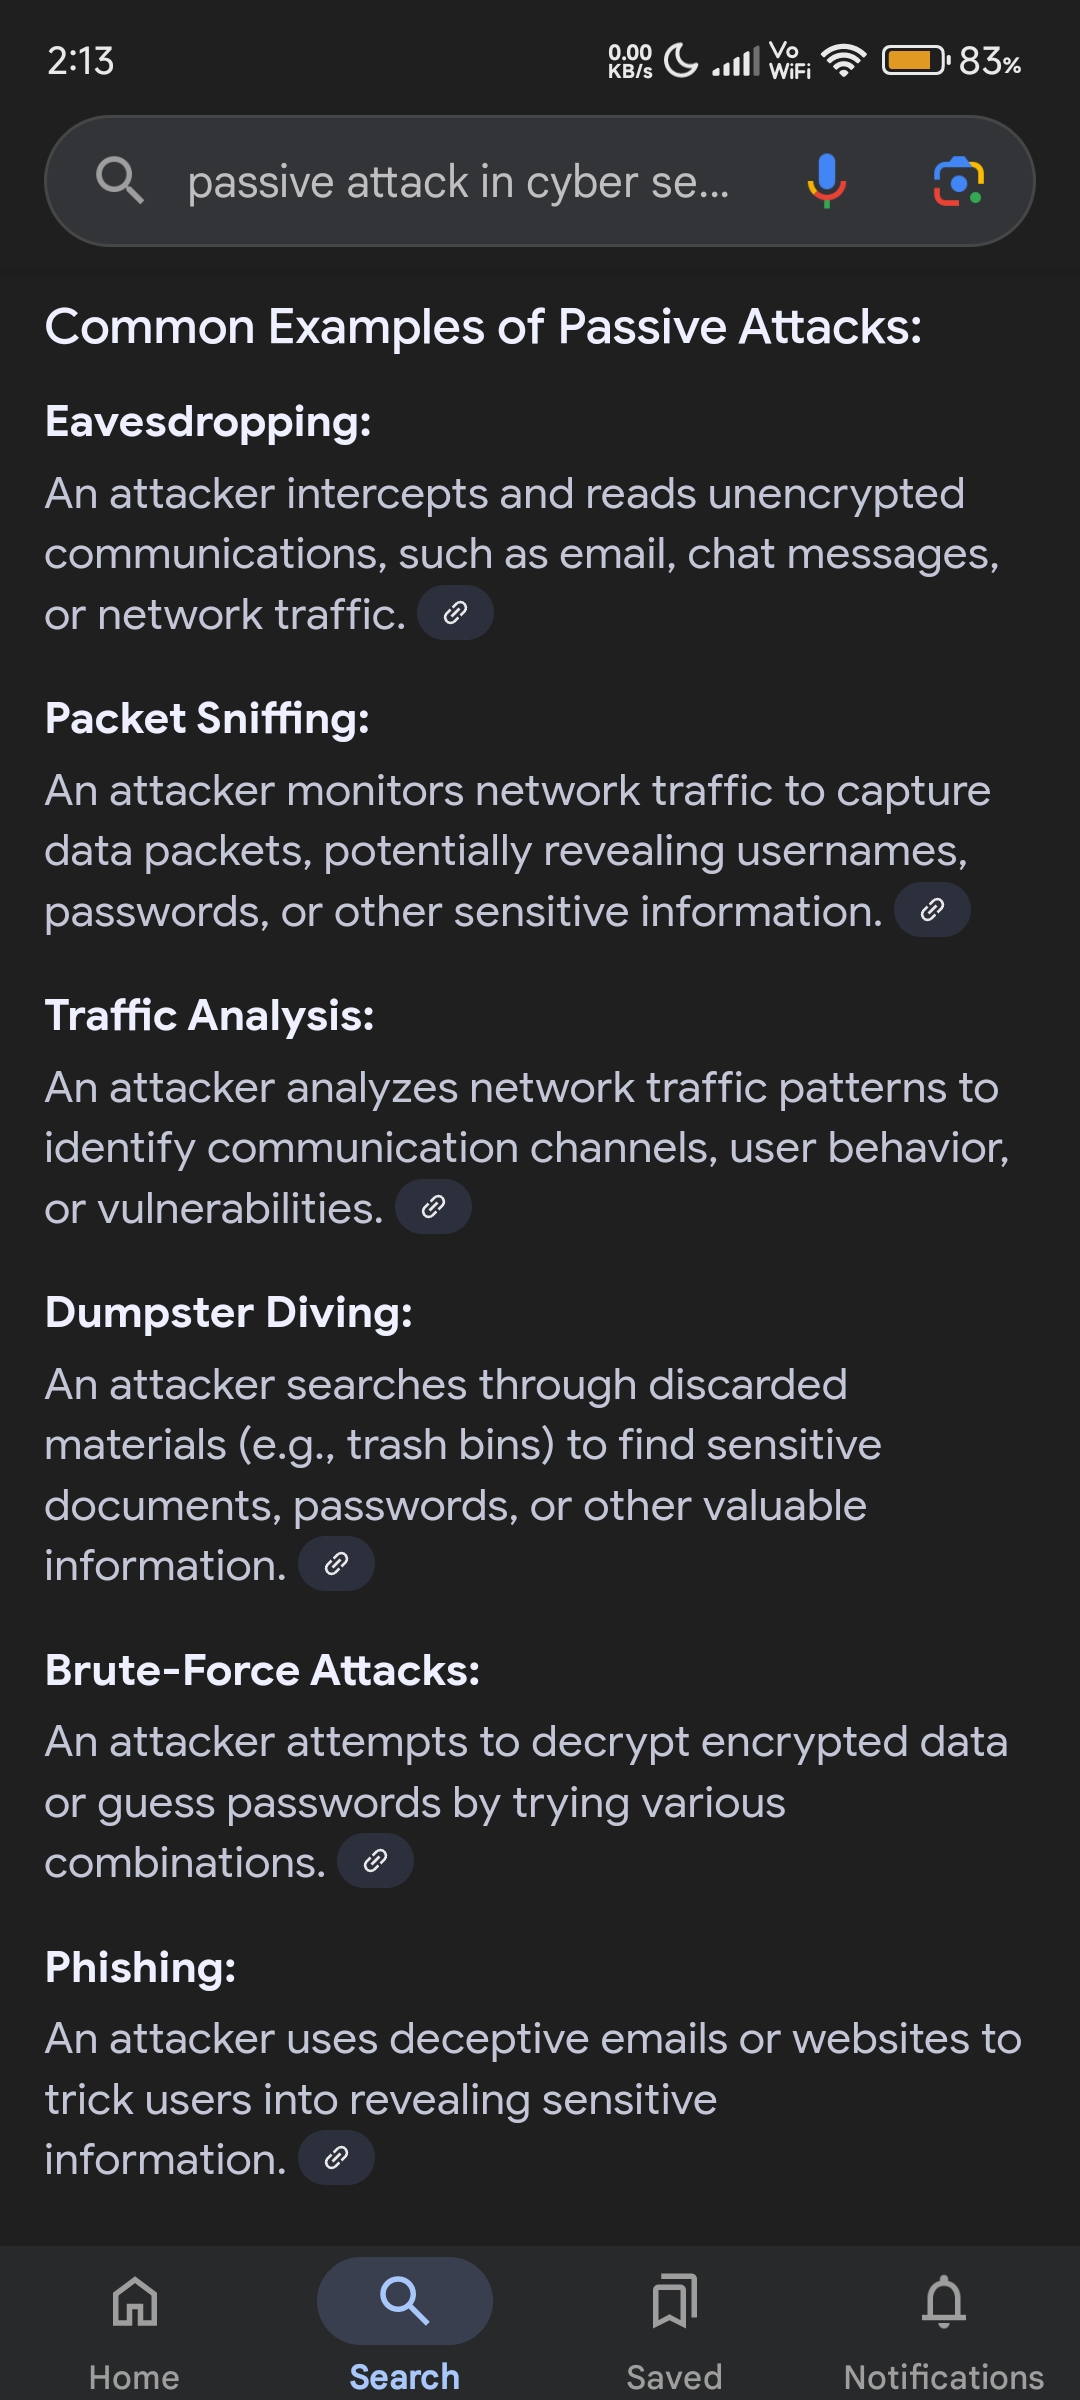 2:13
0.00
KB/s
Vo
WiFi
83%
passive attack in cyber se...
Common Examples of Passive Attacks:
Eavesdropping:
An attacker intercepts and reads unencrypted
communications, such as email, chat messages,
or network traffic.
Packet Sniffing:
An attacker monitors network traffic to capture
data packets, potentially revealing usernames,
passwords, or other sensitive information.
Traffic Analysis:
An attacker analyzes network traffic patterns to
identify communication channels, user behavior,
or vulnerabilities.
Dumpster Diving:
An attacker searches through discarded
materials (e.g., trash bins) to find sensitive
documents, passwords, or other valuable
information.
Brute-Force Attacks:
An attacker attempts to decrypt encrypted data
or guess passwords by trying various
combinations.
Phishing:
An attacker uses deceptive emails or websites to
trick users into revealing sensitive
information.
Home
Search
Saved
Notifications